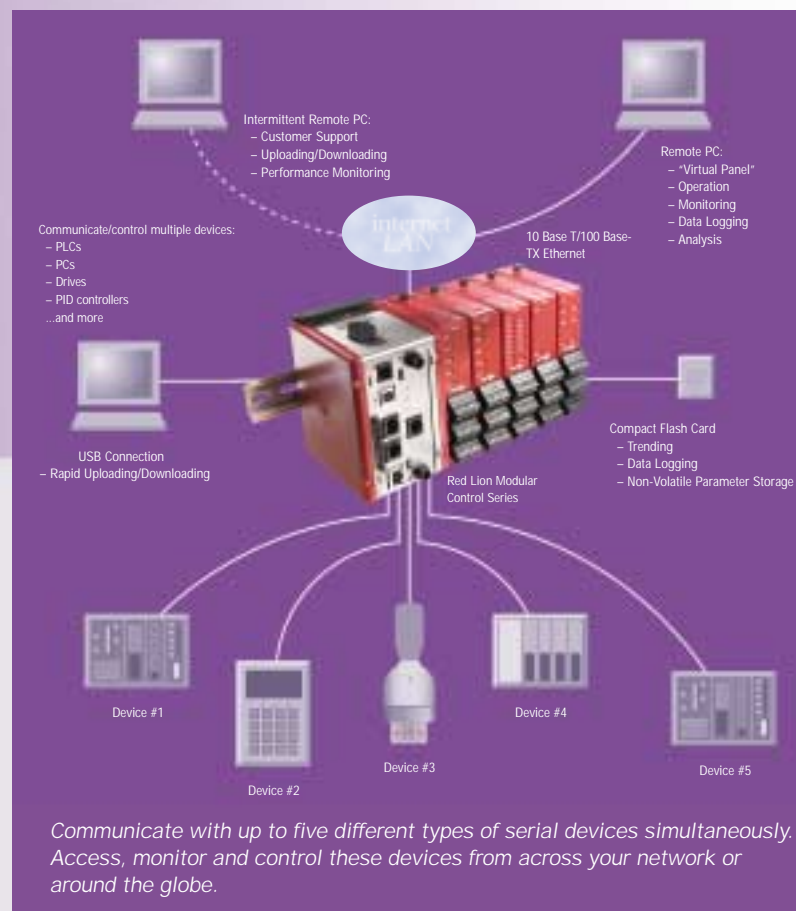 Intermittent Remote PC:
– Customer Support
– Uploading/Downloading
– Performance Monitoring
Remote PC:
– "Virtual Panel"
– Operation
– Monitoring
– Data Logging
– Analysis
internet
LAN
10 Base T/100 Base-
TX Ethernet
Communicate/control multiple devices:
– PLCs
– PCs
– Drives
– PID controllers
...and more
USB Connection
– Rapid Uploading/Downloading
Compact Flash Card
– Trending
– Data Logging
– Non-Volatile Parameter Storage
Red Lion Modular
Control Series
Device #1
Device #2
Device #3
Device #4
Device #5
Communicate with up to five different types of serial devices simultaneously.
Access, monitor and control these devices from across your network or
around the globe.